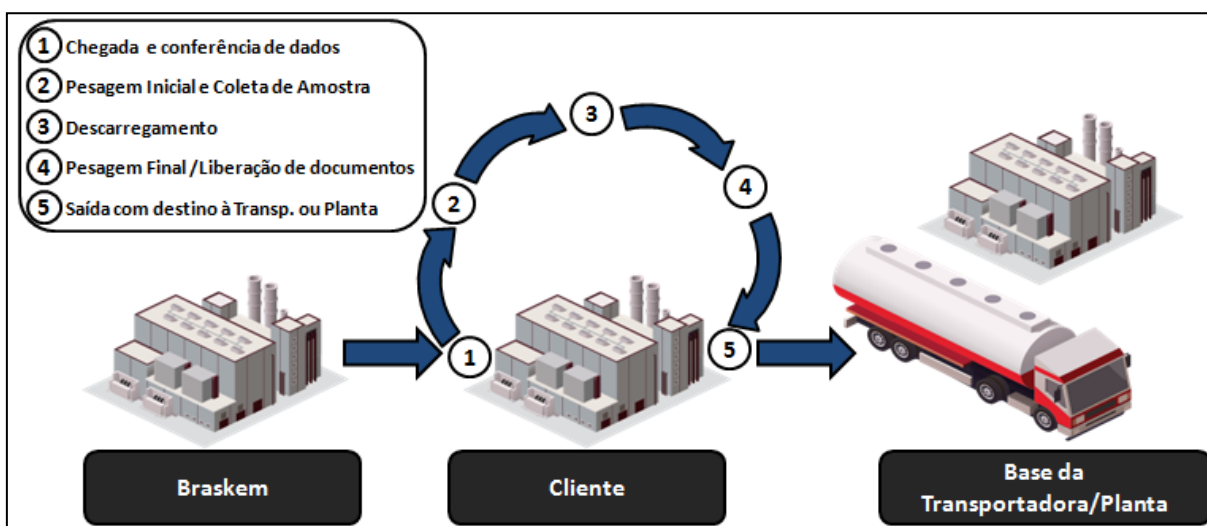 1 Chegada e conferência de dados
2 Pesagem Inicial e Coleta de Amostra
3 Descarregamento
4 Pesagem Final /Liberação de documentos
5 Saída com destino à Transp. ou Planta
3
2
4
1
5
Braskem
Cliente
Base da
Transportadora/Planta